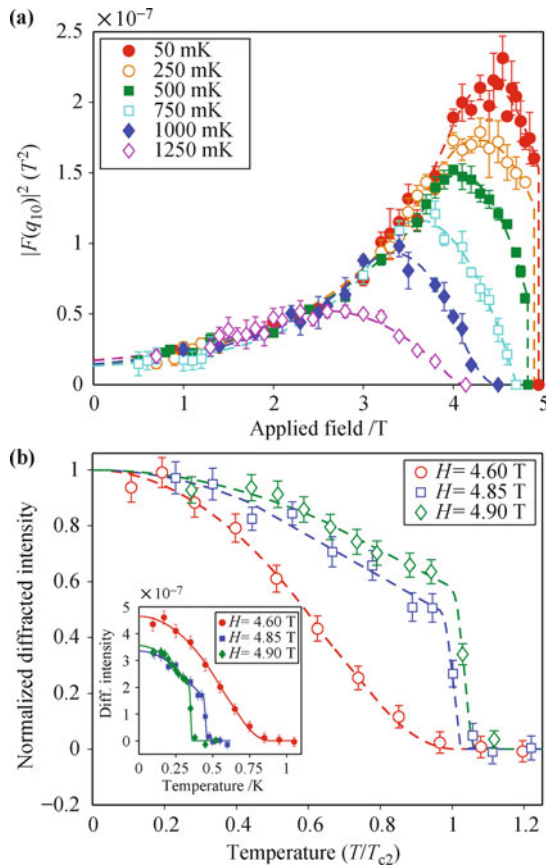 (a)
×10⁻⁷
2.5
2
1.5
1
0.5
0
|F(q₁₀)|² (T²)
50 mK
250 mK
500 mK
750 mK
1000 mK
1250 mK
0 1 2 3 4 5
Applied field /T
(b)
1
0.8
0.6
0.4
0.2
0
−0.2
Normalized diffracted intensity
H= 4.60 T
H= 4.85 T
H= 4.90 T
×10⁻⁷
5
4
3
2
1
0
Diff. intensity
H= 4.60 T
H= 4.85 T
H= 4.90 T
0 0.25 0.5 0.75 1
Temperature /K
0 0.2 0.4 0.6 0.8 1 1.2
Temperature (T/Tc2)